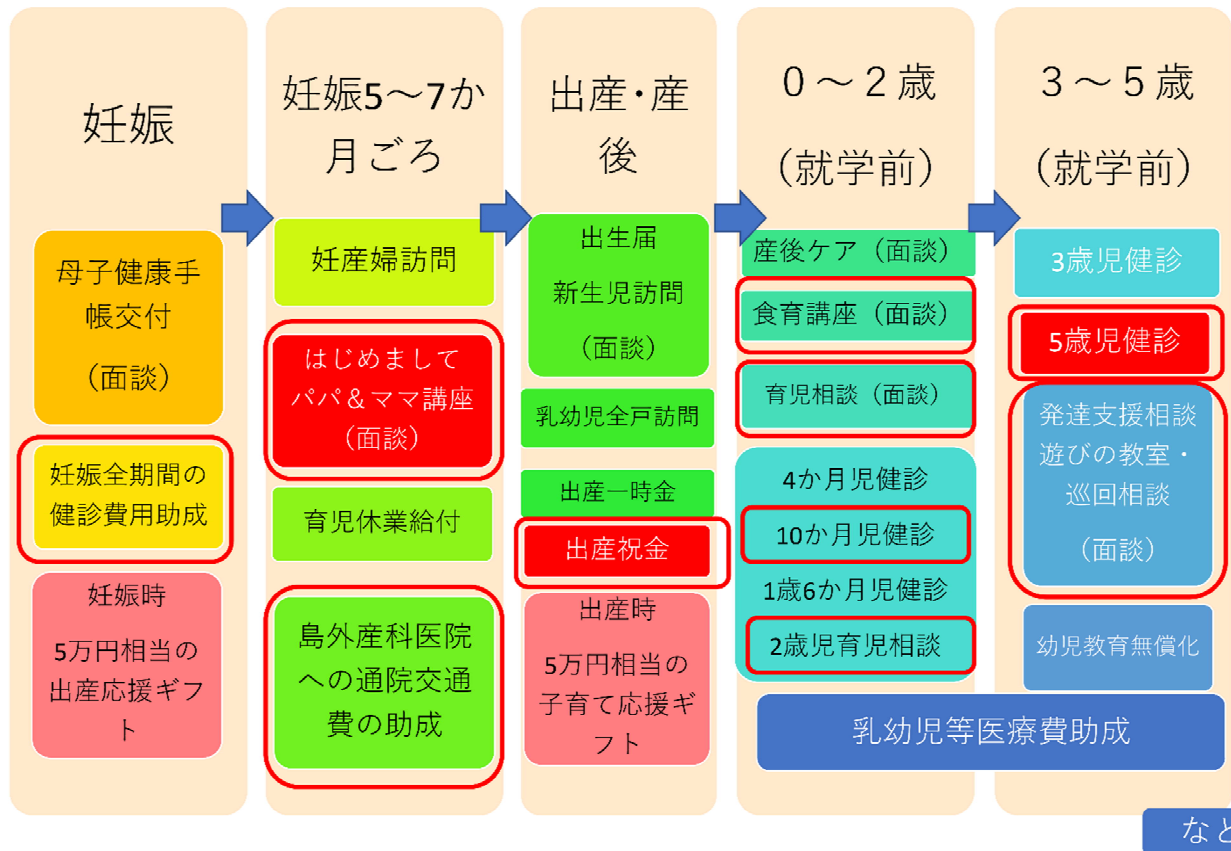 妊娠
母子健康手
帳交付
（面談）
妊娠全期間の
健診費用助成
妊娠時
5万円相当の
出産応援ギフ
ト
妊娠5～7か
月ごろ
妊産婦訪問
はじめまして
パパ＆ママ講座
（面談）
育児休業給付
島外産科医院
への通院交通
費の助成
出産・産
後
出生届
新生児訪問
（面談）
乳幼児全戸訪問
出産一時金
出産祝金
出産時
5万円相当の
子育て応援ギ
フト
０～２歳
（就学前）
産後ケア（面談）
食育講座（面談）
育児相談（面談）
4か月児健診
10か月児健診
1歳6か月児健診
2歳児育児相談
３～５歳
（就学前）
3歳児健診
5歳児健診
発達支援相談
遊びの教室・
巡回相談
（面談）
幼児教育無償化
乳幼児等医療費助成
など